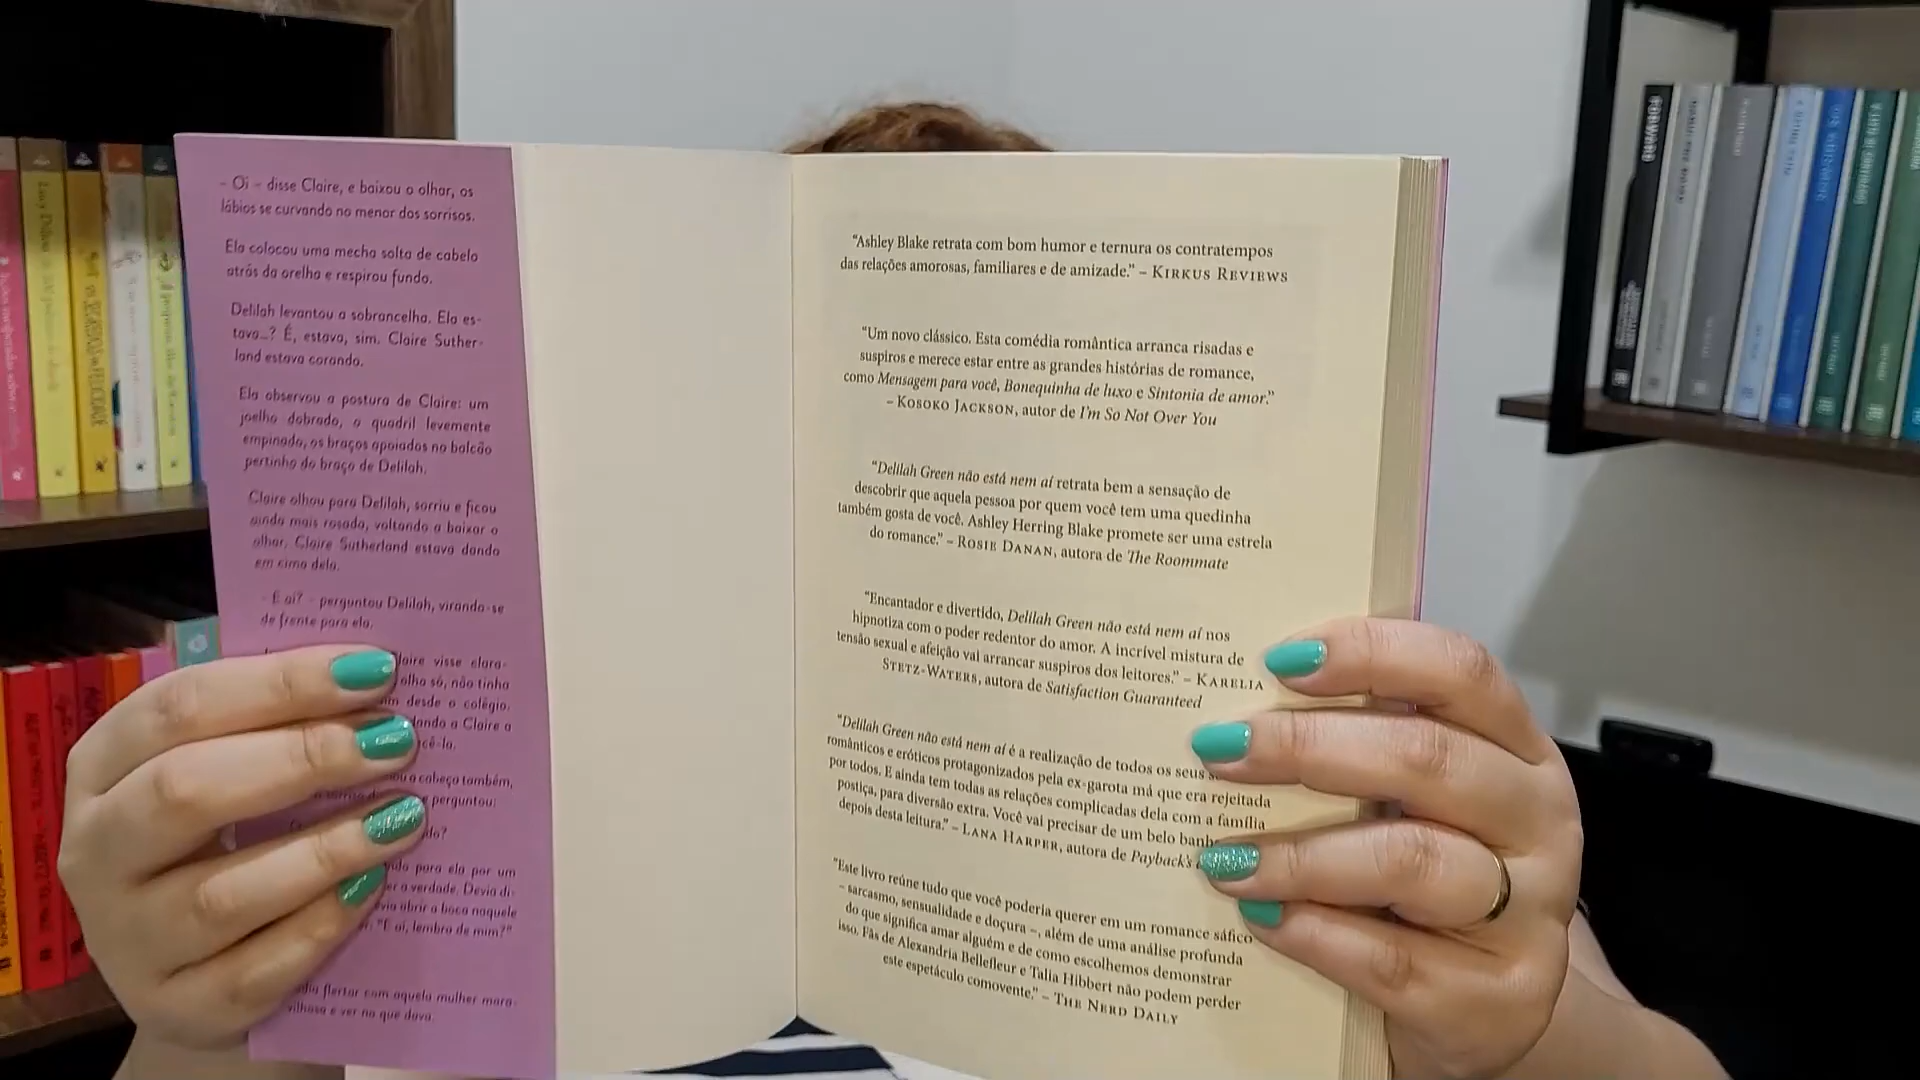 – Oi – disse Claire, e baixou o olhar, os
lábios se curvando no menor dos sorrisos.
Ela colocou uma mecha solta de cabelo
atrás da orelha e respirou fundo.
Delilah levantou a sobrancelha. Ela es-
tava...? É, estava, sim. Claire Suther-
land estava corando.
Ela observou a postura de Claire: um
joelho dobrado, o quadril levemente
empinado, os braços apoiados no balcão
pertinho do braço de Delilah.
Claire olhou para Delilah, sorriu e ficou
ainda mais rosada, voltando a baixar o
olhar. Claire Sutherland estava dando
em cima dela.
– E aí? – perguntou Delilah, virando-se
de frente para ela.
Claire visse clara-
olha só, não tinha
desde o colégio.
dando a Claire a
cê-la.
a cabeça também,
perguntou:
para ela por um
a verdade. Devia di-
abrir a boca naquele
"E aí, lembra de mim?"
flertar com aquela mulher mara-
vilhosa e ver no que dava.
"Ashley Blake retrata com bom humor e ternura os contratempos
das relações amorosas, familiares e de amizade." – KIRKUS REVIEWS
"Um novo clássico. Esta comédia romântica arranca risadas e
suspiros e merece estar entre as grandes histórias de romance,
como Mensagem para você, Bonequinha de luxo e Sintonia de amor."
– KOSOKO JACKSON, autor de I'm So Not Over You
"Delilah Green não está nem aí retrata bem a sensação de
descobrir que aquela pessoa por quem você tem uma quedinha
também gosta de você. Ashley Herring Blake promete ser uma estrela
do romance." – ROSIE DANAN, autora de The Roommate
"Encantador e divertido, Delilah Green não está nem aí nos
hipnotiza com o poder redentor do amor. A incrível mistura de
tensão sexual e afeição vai arrancar suspiros dos leitores." – KARELIA
STETZ-WATERS, autora de Satisfaction Guaranteed
"Delilah Green não está nem aí é a realização de todos os seus
românticos e eróticos protagonizados pela ex-garota má que era rejeitada
por todos. E ainda tem todas as relações complicadas dela com a família
postiça, para diversão extra. Você vai precisar de um belo
depois desta leitura." – LANA HARPER, autora de Payback's
"Este livro reúne tudo que você poderia querer em um romance sáfico
– sarcasmo, sensualidade e doçura –, além de uma análise profunda
do que significa amar alguém e de como escolhemos demonstrar
isso. Fãs de Alexandria Bellefleur e Talia Hibbert não podem perder
este espetáculo comovente." – THE NERD DAILY
FORWARD